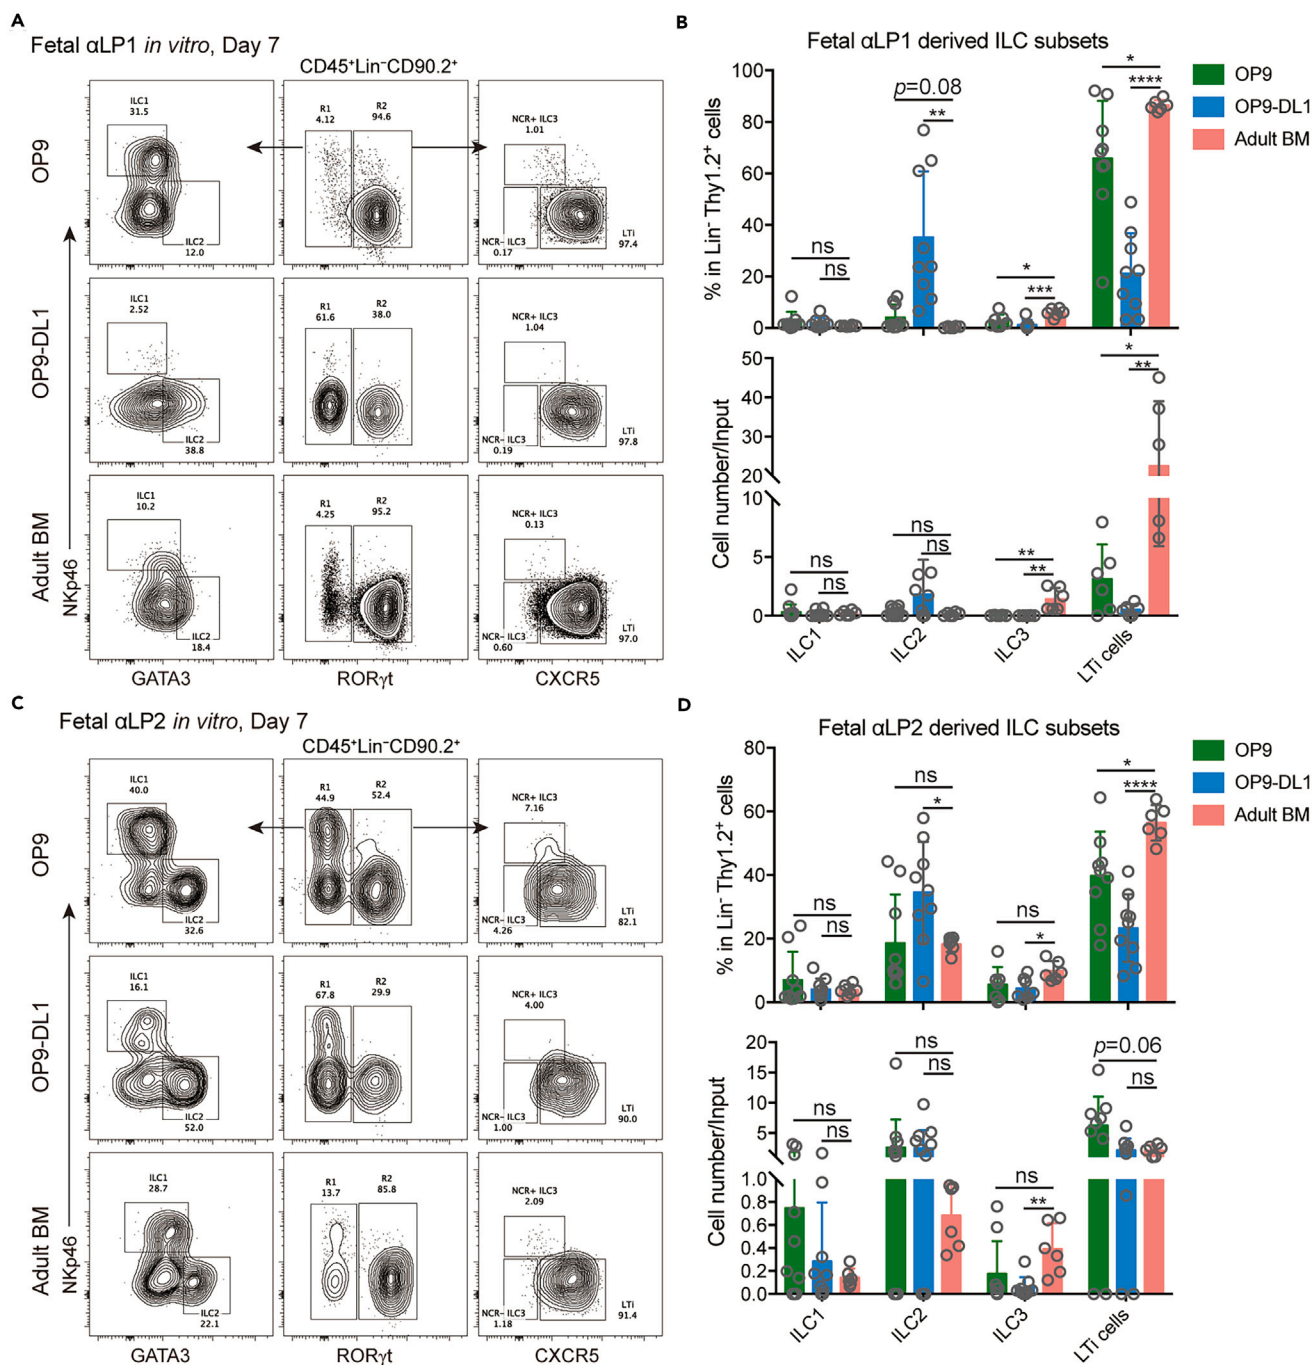 A
Fetal αLP1 in vitro, Day 7
CD45⁺Lin⁻CD90.2⁺
OP9
ILC1
31.5
ILC2
12.0
R1
4.12
R2
94.6
NCR+ ILC3
1.01
NCR- ILC3
0.17
LTi
97.4
OP9-DL1
ILC1
2.52
ILC2
38.8
R1
61.6
R2
38.0
NCR+ ILC3
1.04
NCR- ILC3
0.19
LTi
97.8
Adult BM
NKp46
ILC1
10.2
ILC2
18.4
R1
4.25
R2
95.2
NCR+ ILC3
0.13
NCR- ILC3
0.60
LTi
97.0
GATA3
RORγt
CXCR5
B
Fetal αLP1 derived ILC subsets
% in Lin⁻ Thy1.2⁺ cells
100
80
60
40
20
0
ns
ns
p=0.08
**
*
***
*
****
OP9
OP9-DL1
Adult BM
Cell number/Input
50
40
30
20
10
5
0
ns
ns
ns
ns
**
**
*
**
ILC1
ILC2
ILC3
LTi cells
C
Fetal αLP2 in vitro, Day 7
CD45⁺Lin⁻CD90.2⁺
OP9
ILC1
40.0
ILC2
32.6
R1
44.9
R2
52.4
NCR+ ILC3
7.16
NCR- ILC3
4.26
LTi
82.1
OP9-DL1
ILC1
16.1
ILC2
52.0
R1
67.8
R2
29.9
NCR+ ILC3
4.00
NCR- ILC3
1.00
LTi
90.0
Adult BM
NKp46
ILC1
28.7
ILC2
22.1
R1
13.7
R2
85.8
NCR+ ILC3
2.09
NCR- ILC3
1.18
LTi
91.4
GATA3
RORγt
CXCR5
D
Fetal αLP2 derived ILC subsets
% in Lin⁻ Thy1.2⁺ cells
80
60
40
20
0
ns
ns
ns
*
ns
*
*
****
OP9
OP9-DL1
Adult BM
Cell number/Input
20
15
10
5
1.0
0.8
0.6
0.4
0.2
0.0
ns
ns
ns
ns
ns
**
p=0.06
ns
ILC1
ILC2
ILC3
LTi cells